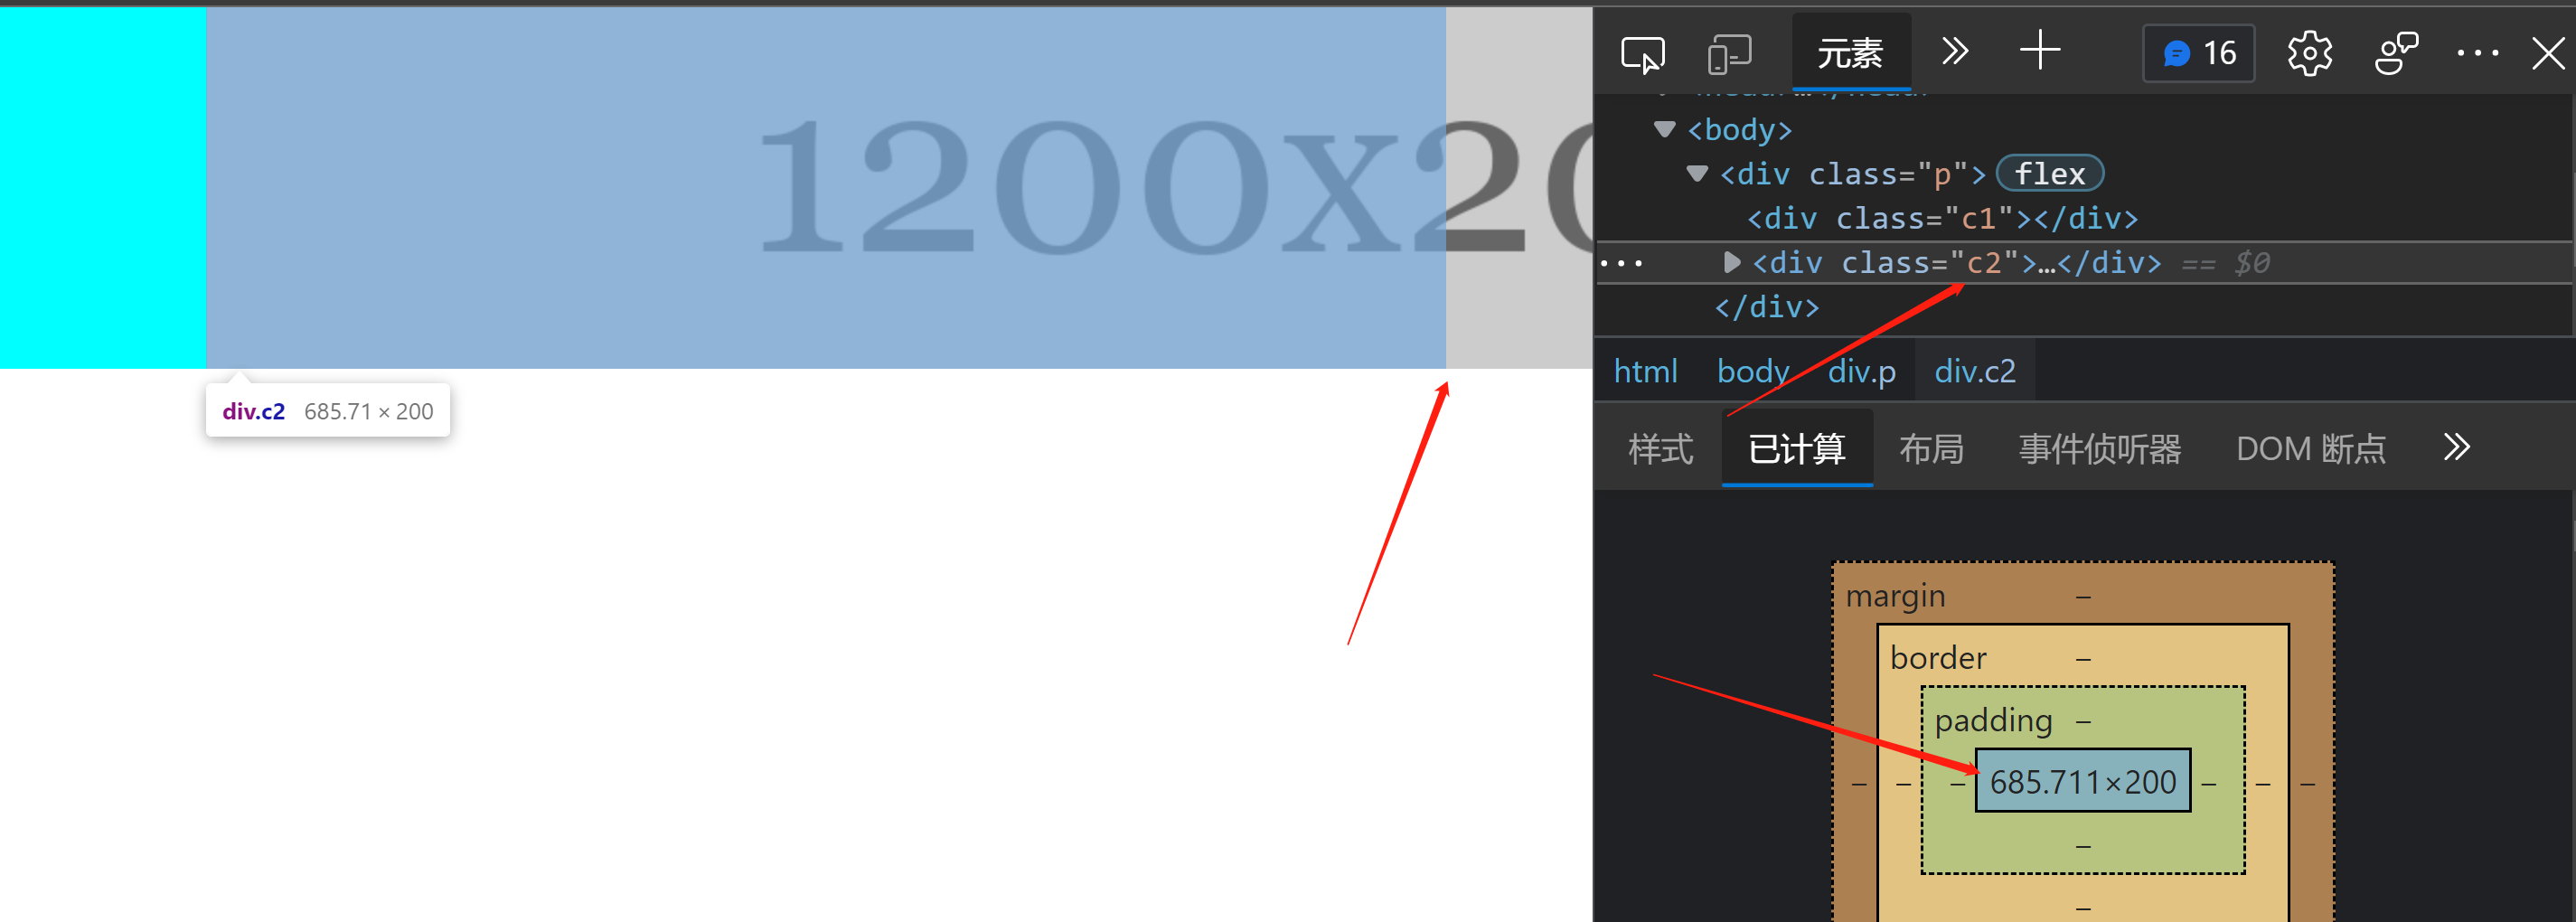 1200x20
div.c2 685.71 × 200
元素
16
<body>
<div class="p"> flex
<div class="c1"></div>
<div class="c2">…</div> == $0
</div>
html body div.p div.c2
样式 已计算 布局 事件侦听器 DOM 断点
margin –
border –
padding –
– – – 685.711×200 – – –
–
–